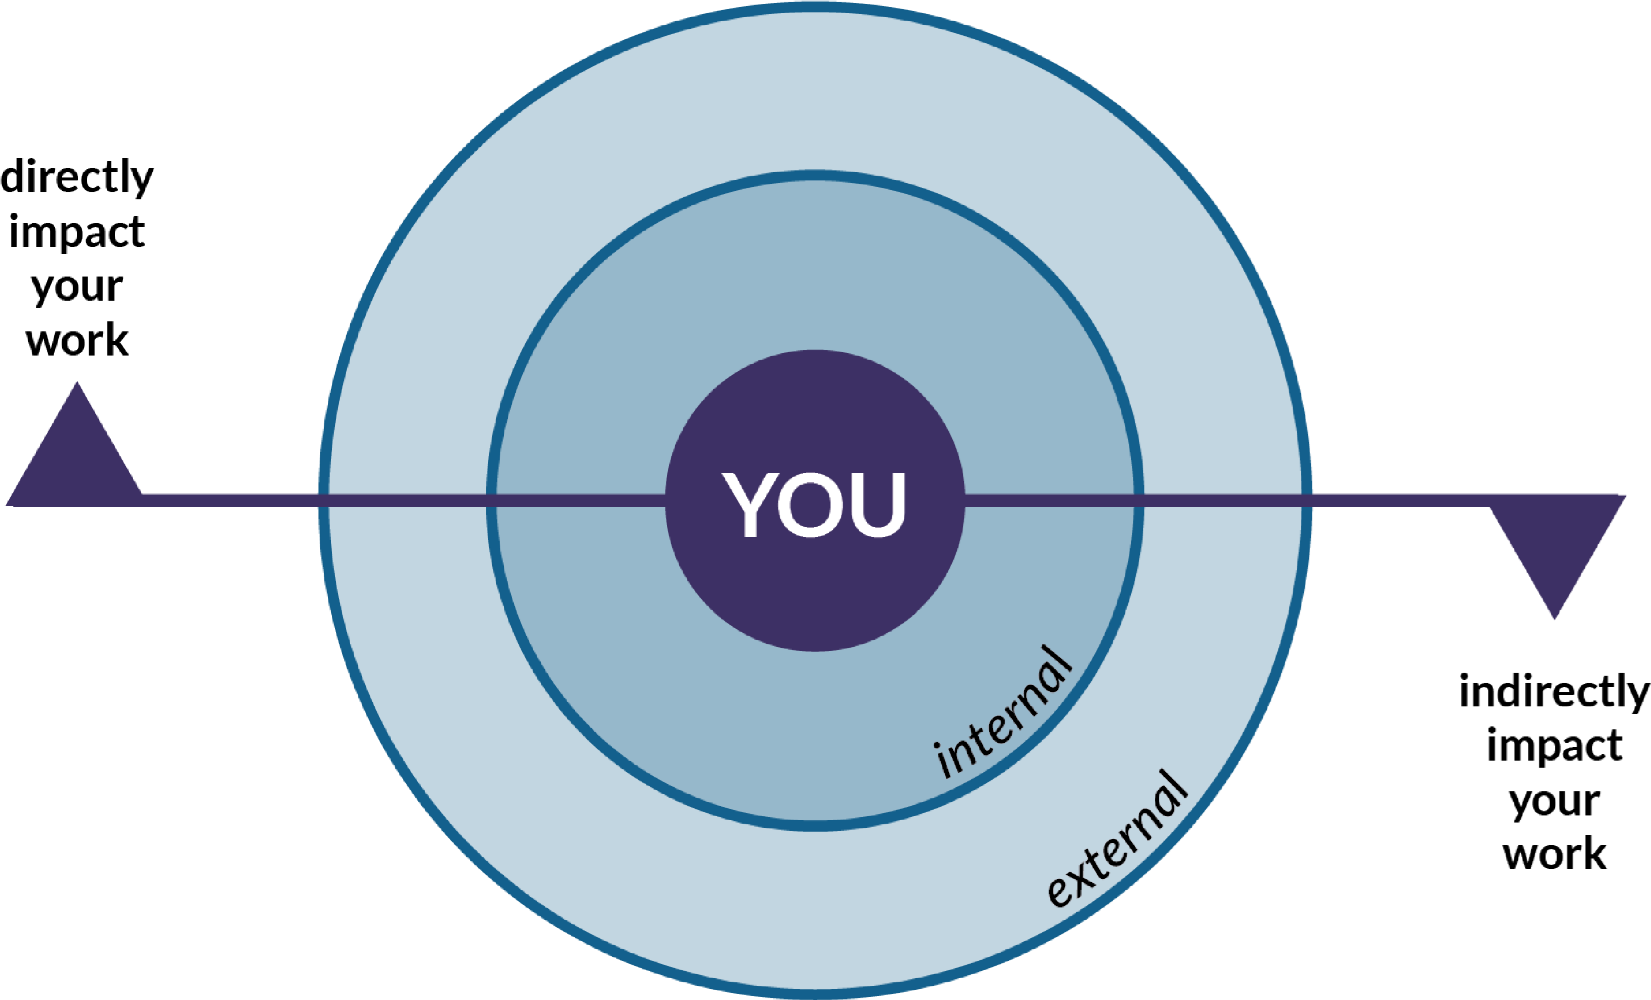 directly
impact
your
work
YOU
internal
external
indirectly
impact
your
work